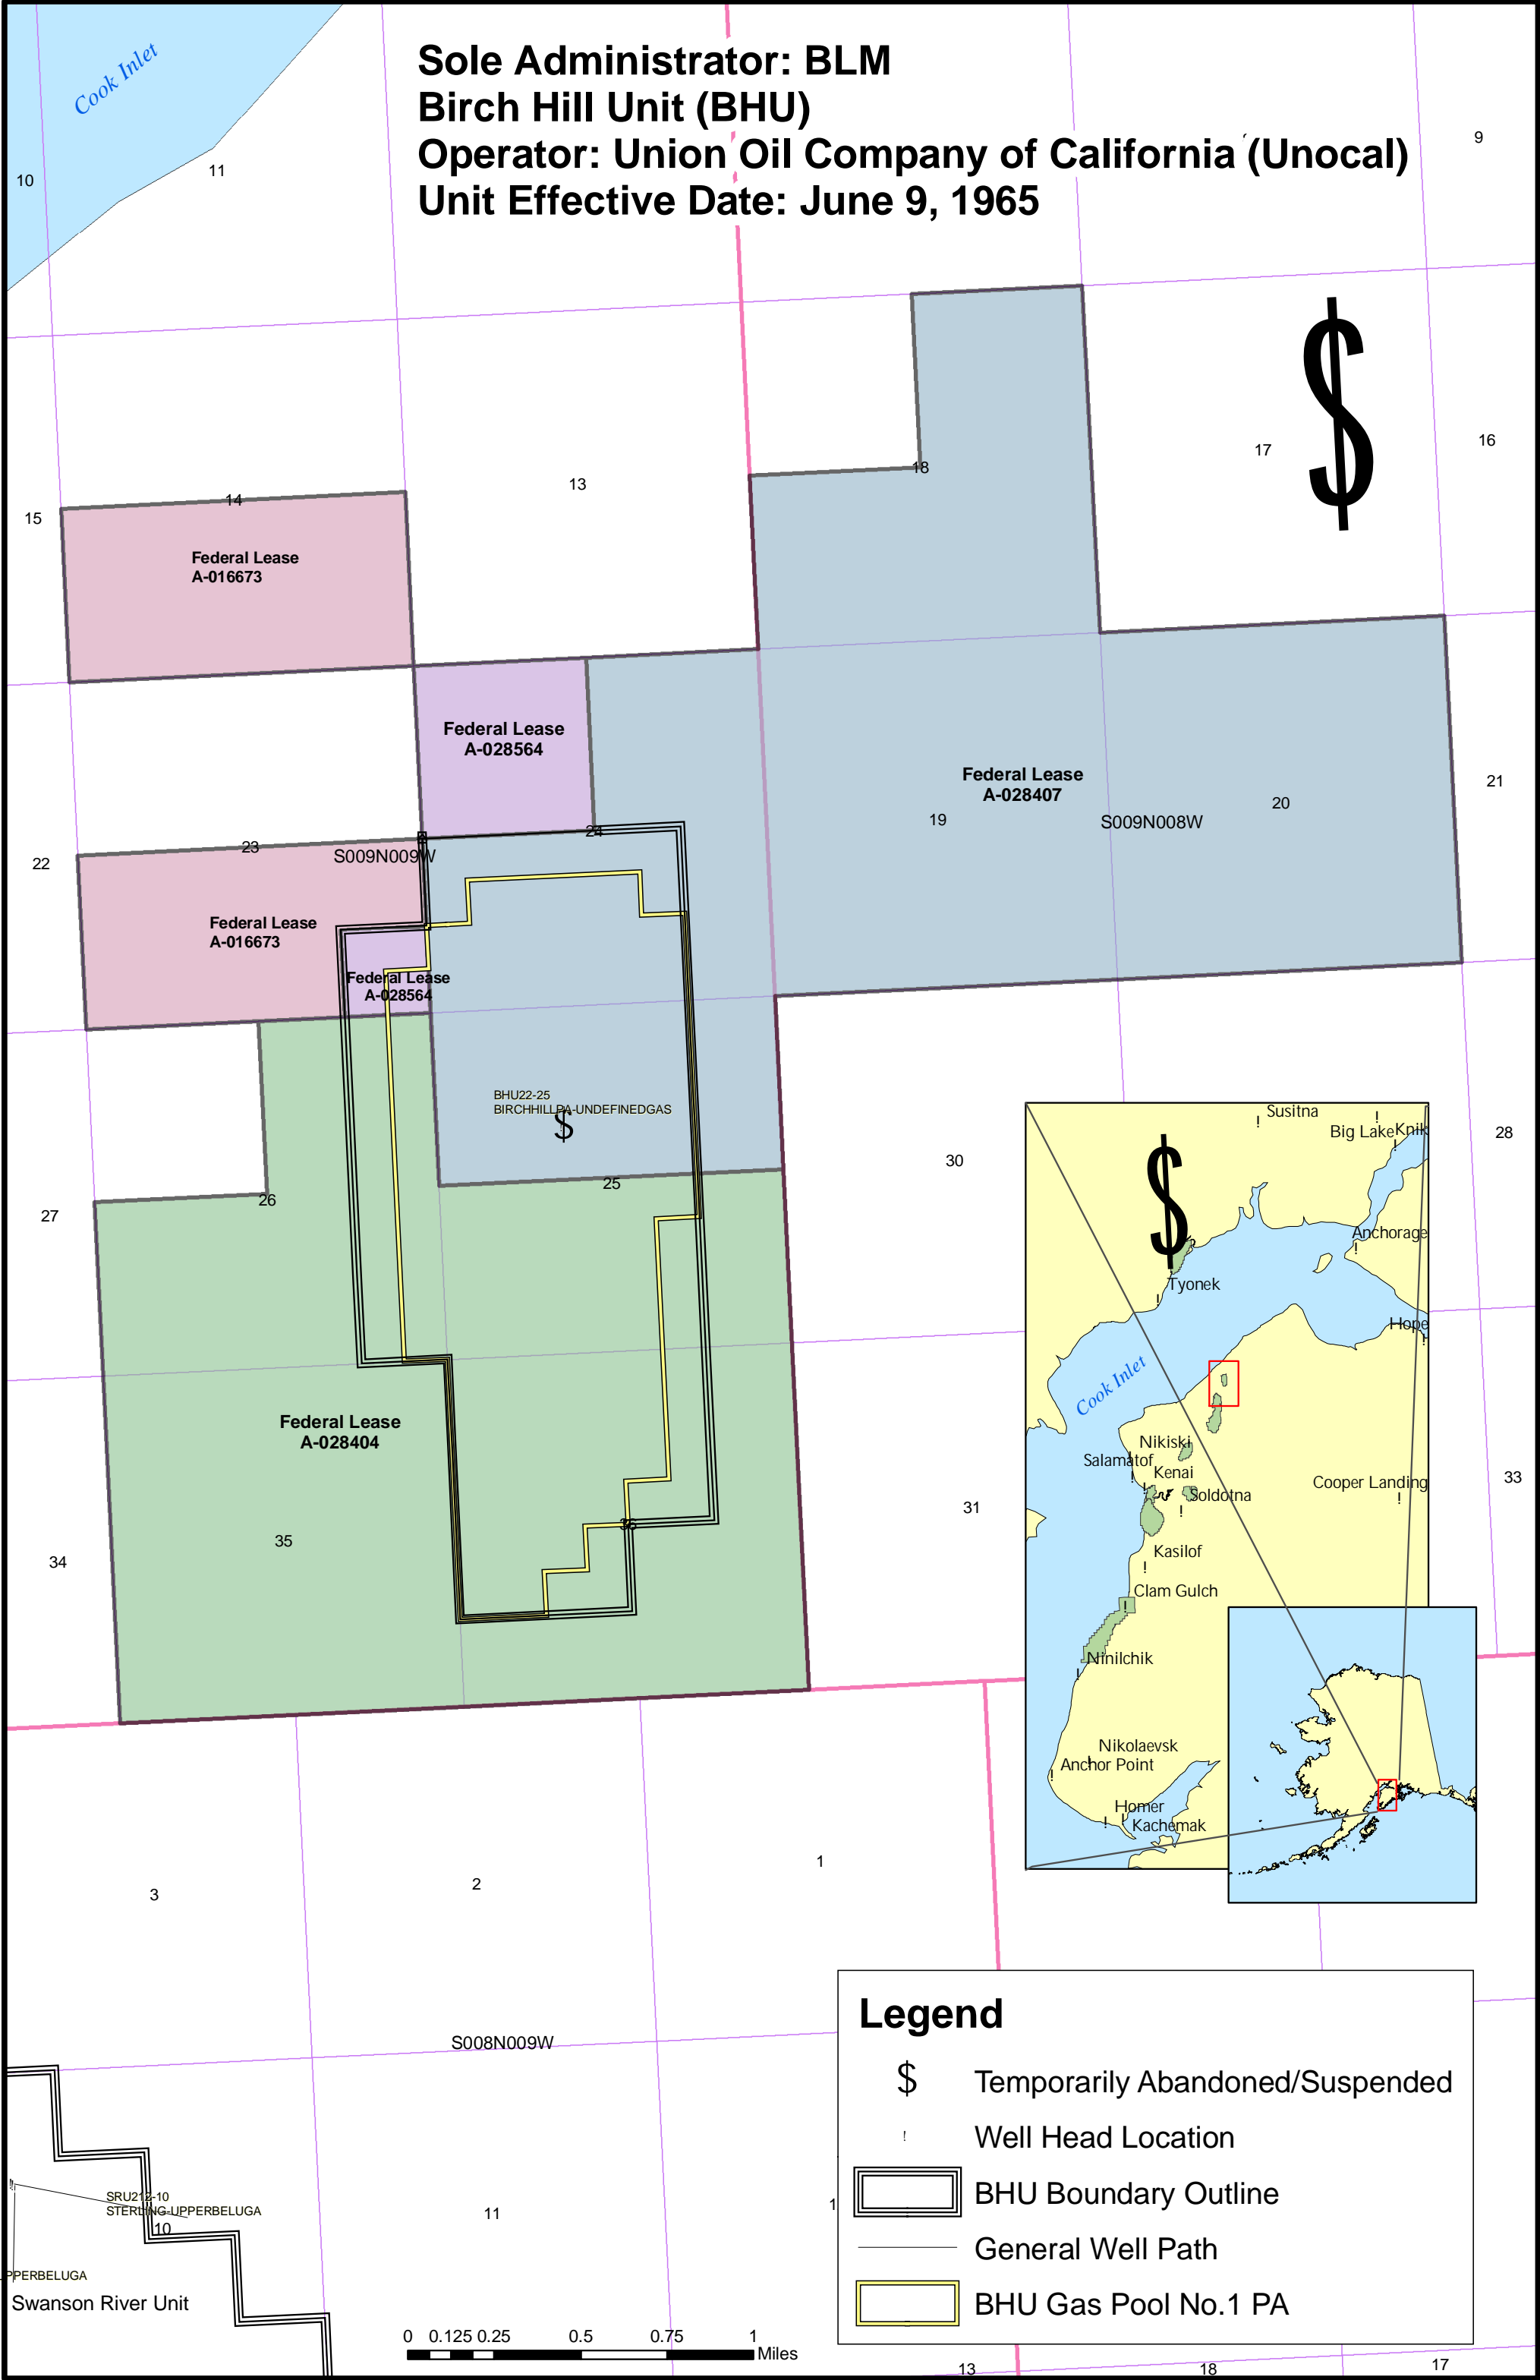 Sole Administrator: BLM
Birch Hill Unit (BHU)
Operator: Union Oil Company of California (Unocal)
Unit Effective Date: June 9, 1965
Cook Inlet
10
11
9
$
17
16
18
13
14
15
Federal Lease
A-016673
Federal Lease
A-028564
Federal Lease
A-028407
19
20
21
S009N008W
22
23
24
S009N009W
Federal Lease
A-016673
Federal Lease
A-028564
BHU22-25
BIRCHHILLPA-UNDEFINEDGAS
$
25
26
27
28
30
Federal Lease
A-028404
31
33
34
35
36
Susitna
Big Lake
Knik
$
Anchorage
Tyonek
Hope
Cook Inlet
Nikiski
Salamatof
Kenai
Soldotna
Cooper Landing
Kasilof
Clam Gulch
Ninilchik
Nikolaevsk
Anchor Point
Homer
Kachemak
1
2
3
S008N009W
SRU212-10
STERLING-UPPERBELUGA
10
11
1
PPERBELUGA
Swanson River Unit
Legend
$ Temporarily Abandoned/Suspended
! Well Head Location
BHU Boundary Outline
General Well Path
BHU Gas Pool No.1 PA
0 0.125 0.25 0.5 0.75 1
Miles
13
18
17